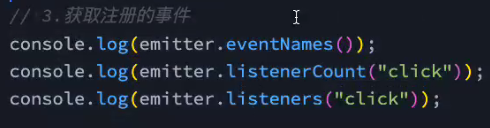 // 3.获取注册的事件
console.log(emitter.eventNames());
console.log(emitter.listenerCount("click"));
console.log(emitter.listeners("click"));